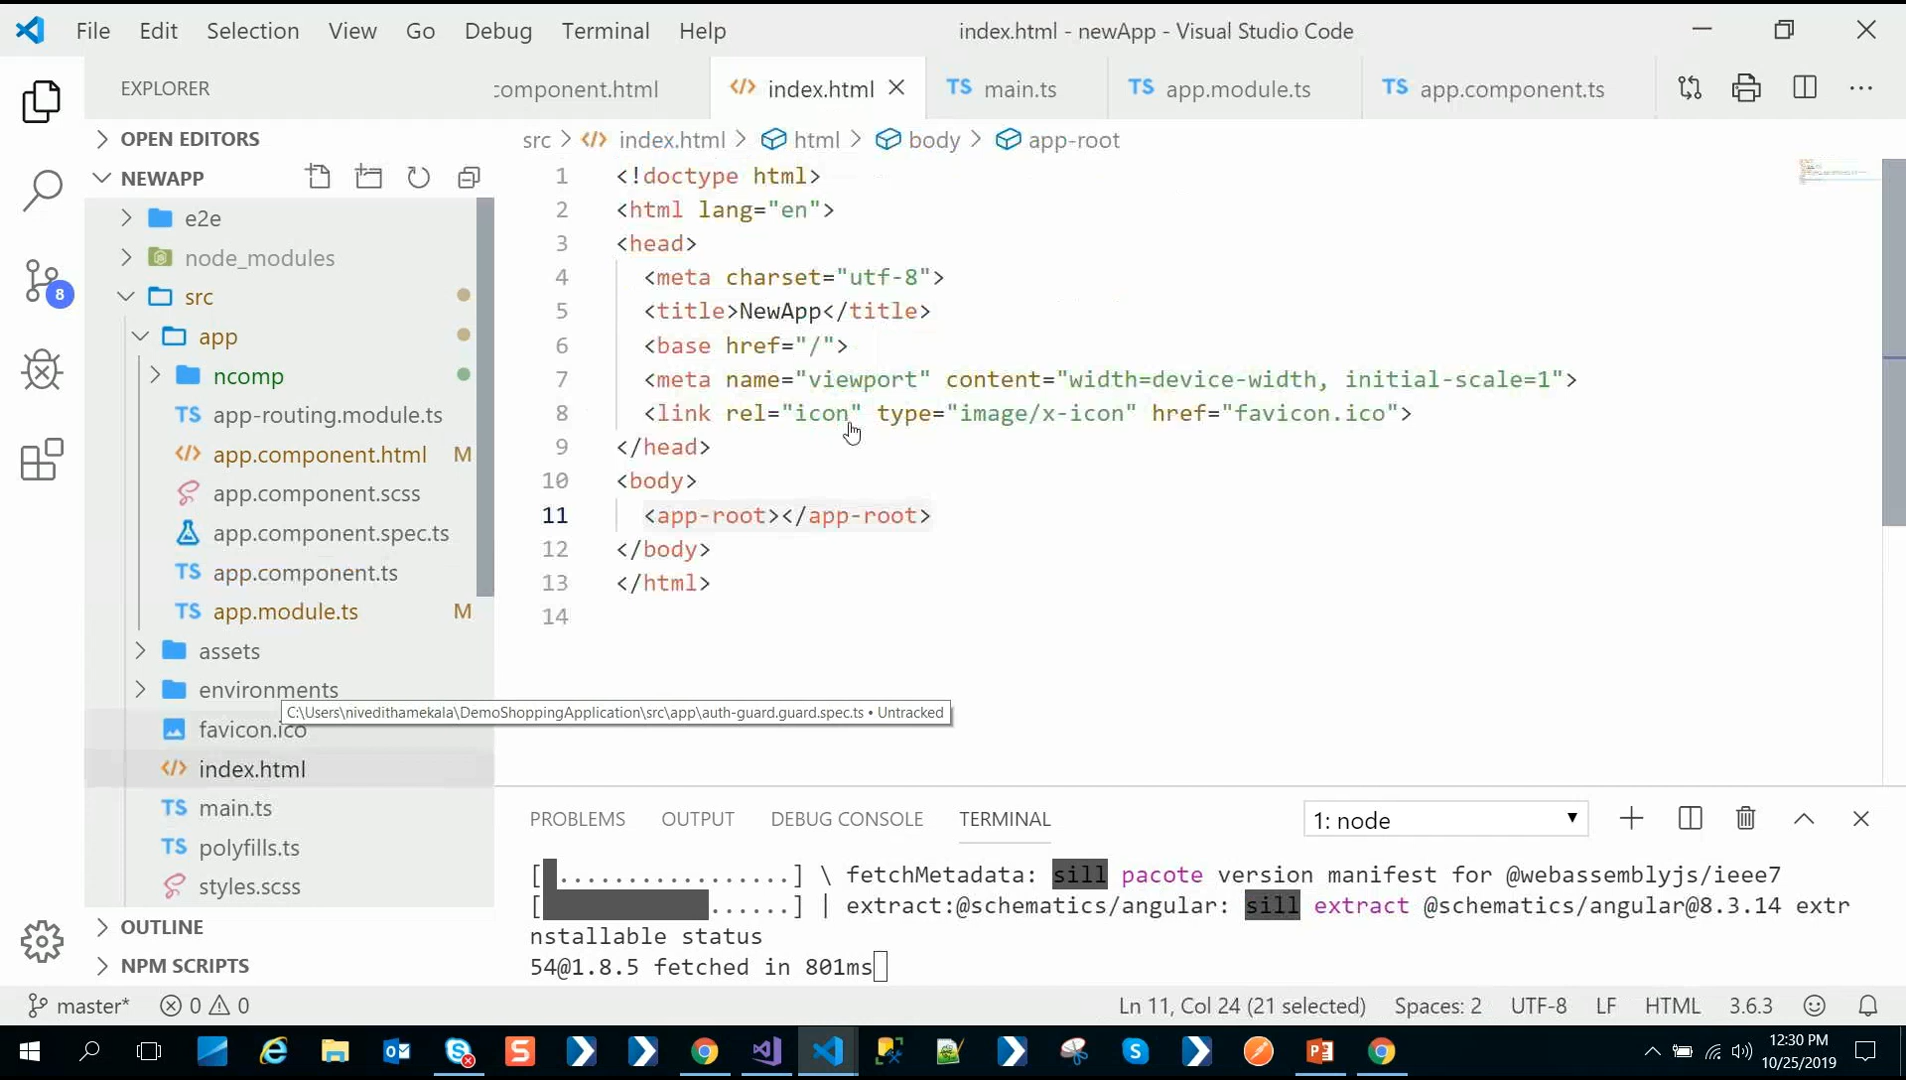 File Edit Selection View Go Debug Terminal Help index.html - newApp - Visual Studio Code
EXPLORER component.html index.html TS main.ts TS app.module.ts TS app.component.ts
OPEN EDITORS
src > index.html > html > body > app-root
NEWAPP
e2e
node_modules
src
app
ncomp
TS app-routing.module.ts
app.component.html M
app.component.scss
app.component.spec.ts
TS app.component.ts
TS app.module.ts M
assets
environments
C:\Users\nivedithamekala\DemoShoppingApplication\src\app\auth-guard.guard.spec.ts • Untracked
favicon.ico
index.html
TS main.ts
TS polyfills.ts
styles.scss
OUTLINE
NPM SCRIPTS
8
1 <!doctype html>
2 <html lang="en">
3 <head>
4 <meta charset="utf-8">
5 <title>NewApp</title>
6 <base href="/">
7 <meta name="viewport" content="width=device-width, initial-scale=1">
8 <link rel="icon" type="image/x-icon" href="favicon.ico">
9 </head>
10 <body>
11 <app-root></app-root>
12 </body>
13 </html>
14
PROBLEMS OUTPUT DEBUG CONSOLE TERMINAL 1: node
[ .................] \ fetchMetadata: sill pacote version manifest for @webassemblyjs/ieee7
[ ......] | extract:@schematics/angular: sill extract @schematics/angular@8.3.14 extr
nstallable status
54@1.8.5 fetched in 801ms
master* 0 0 Ln 11, Col 24 (21 selected) Spaces: 2 UTF-8 LF HTML 3.6.3
12:30 PM
10/25/2019